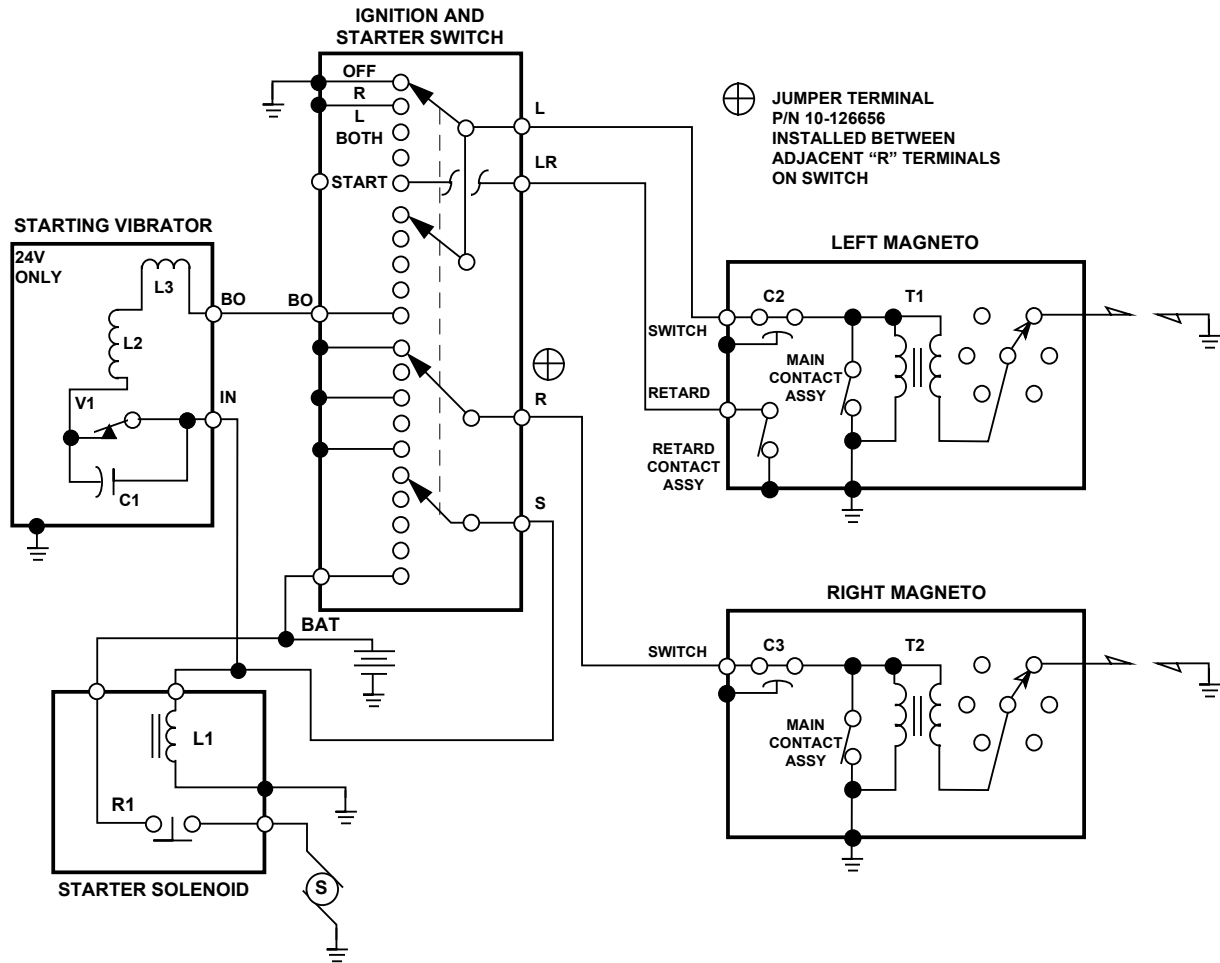 IGNITION AND
STARTER SWITCH
OFF
R
L
BOTH
START
L
LR
JUMPER TERMINAL
P/N 10-126656
INSTALLED BETWEEN
ADJACENT “R” TERMINALS
ON SWITCH
STARTING VIBRATOR
24V
ONLY
L3
L2
V1
C1
BO
BO
IN
R
S
BAT
LEFT MAGNETO
C2
T1
SWITCH
MAIN
CONTACT
ASSY
RETARD
RETARD
CONTACT
ASSY
RIGHT MAGNETO
SWITCH
C3
T2
MAIN
CONTACT
ASSY
L1
R1
S
STARTER SOLENOID